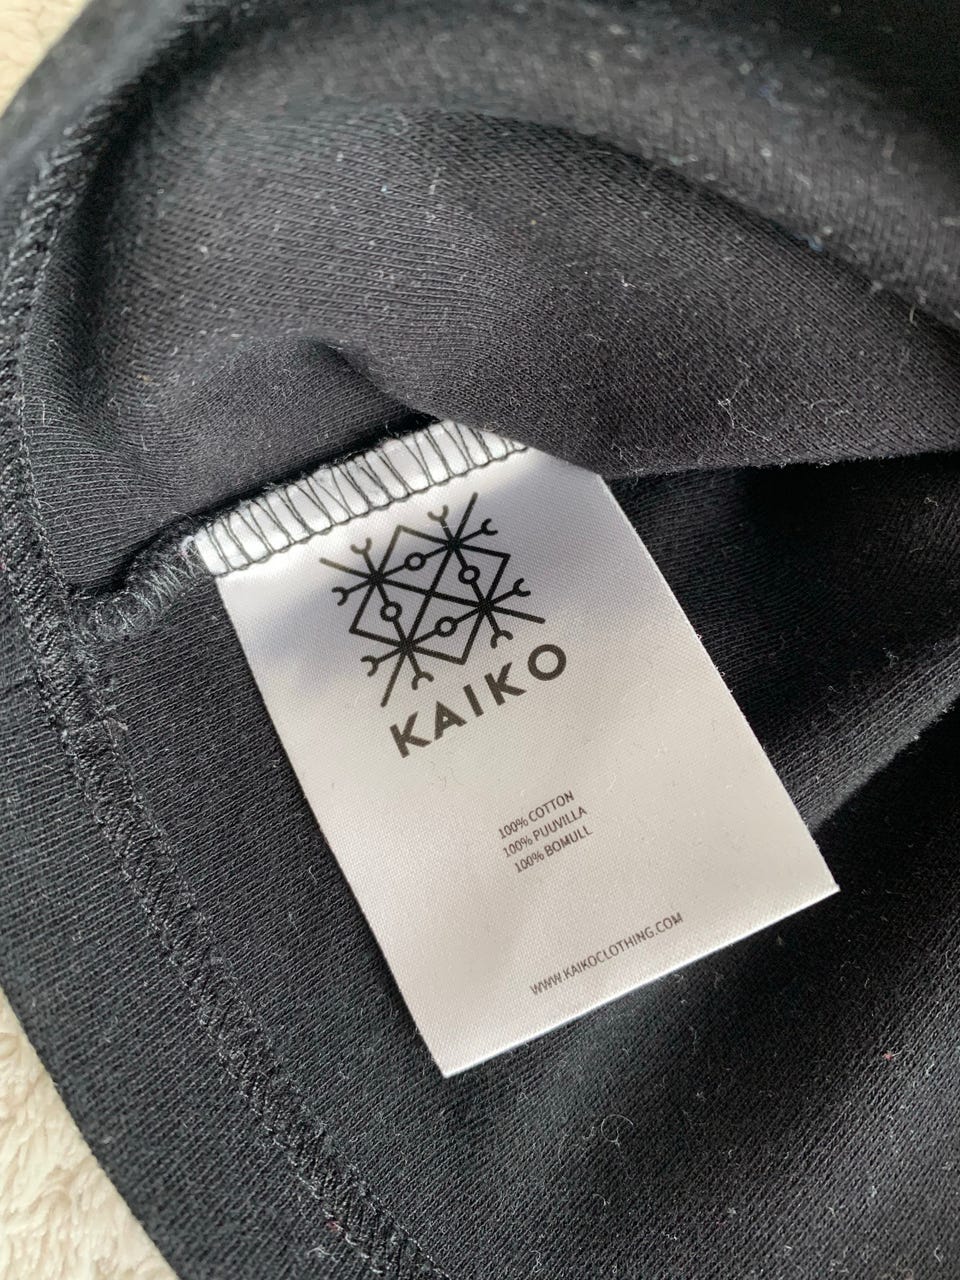 KAIKO
100% COTTON
100% PUUVILLA
100% BOMULL
WWW.KAIKOCLOTHING.COM